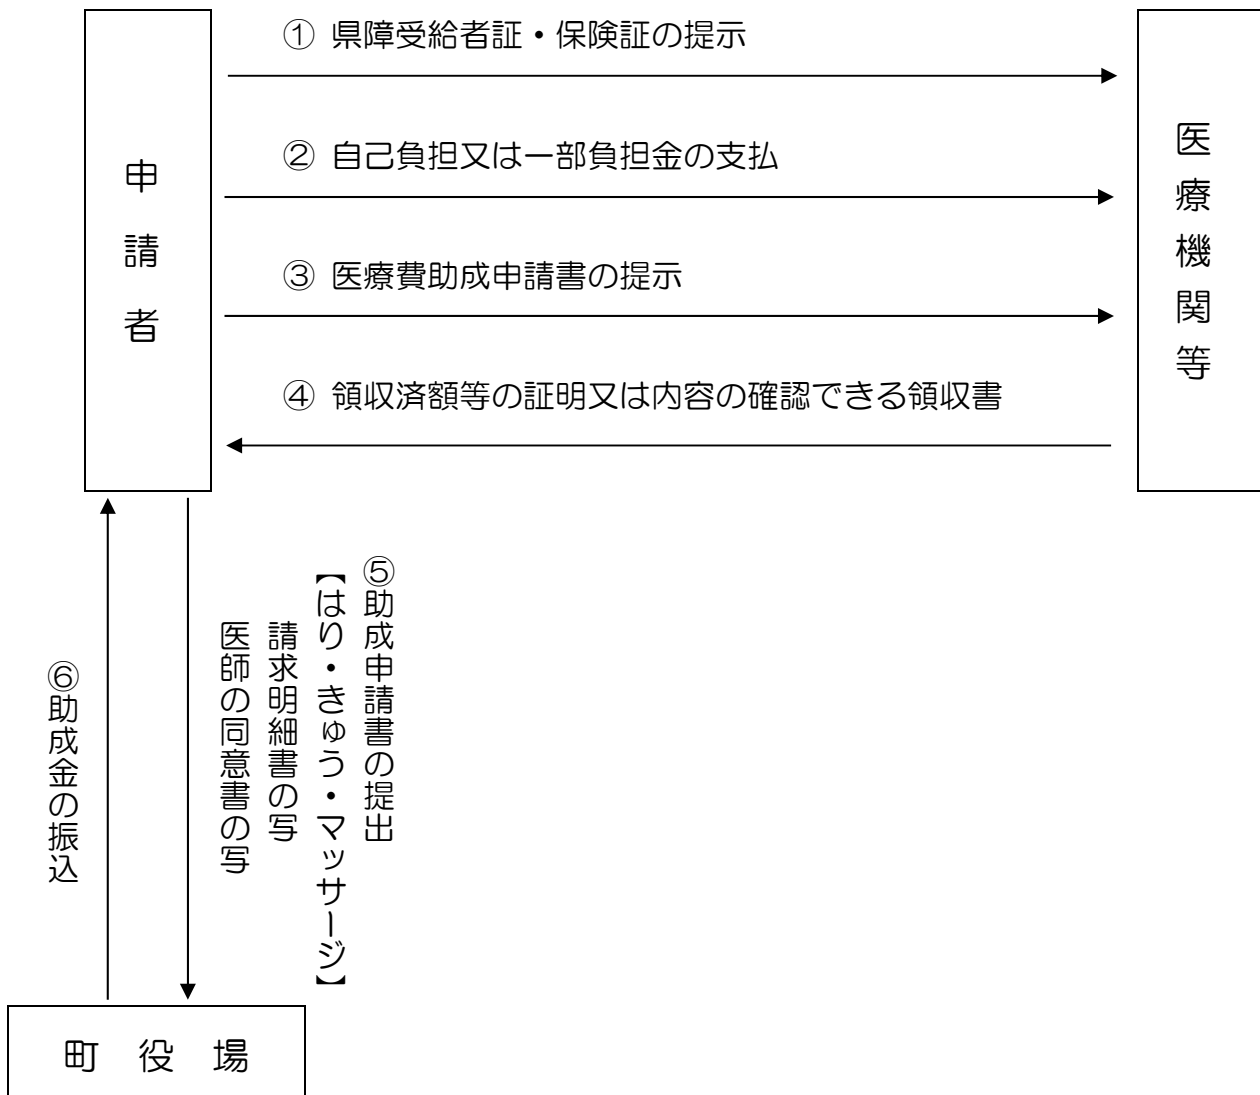 ① 県障受給者証・保険証の提示
② 自己負担又は一部負担金の支払
③ 医療費助成申請書の提示
④ 領収済額等の証明又は内容の確認できる領収書
申請者
医療機関等
⑤助成申請書の提出
【はり・きゅう・マッサージ】
請求明細書の写
医師の同意書の写
⑥助成金の振込
町役場